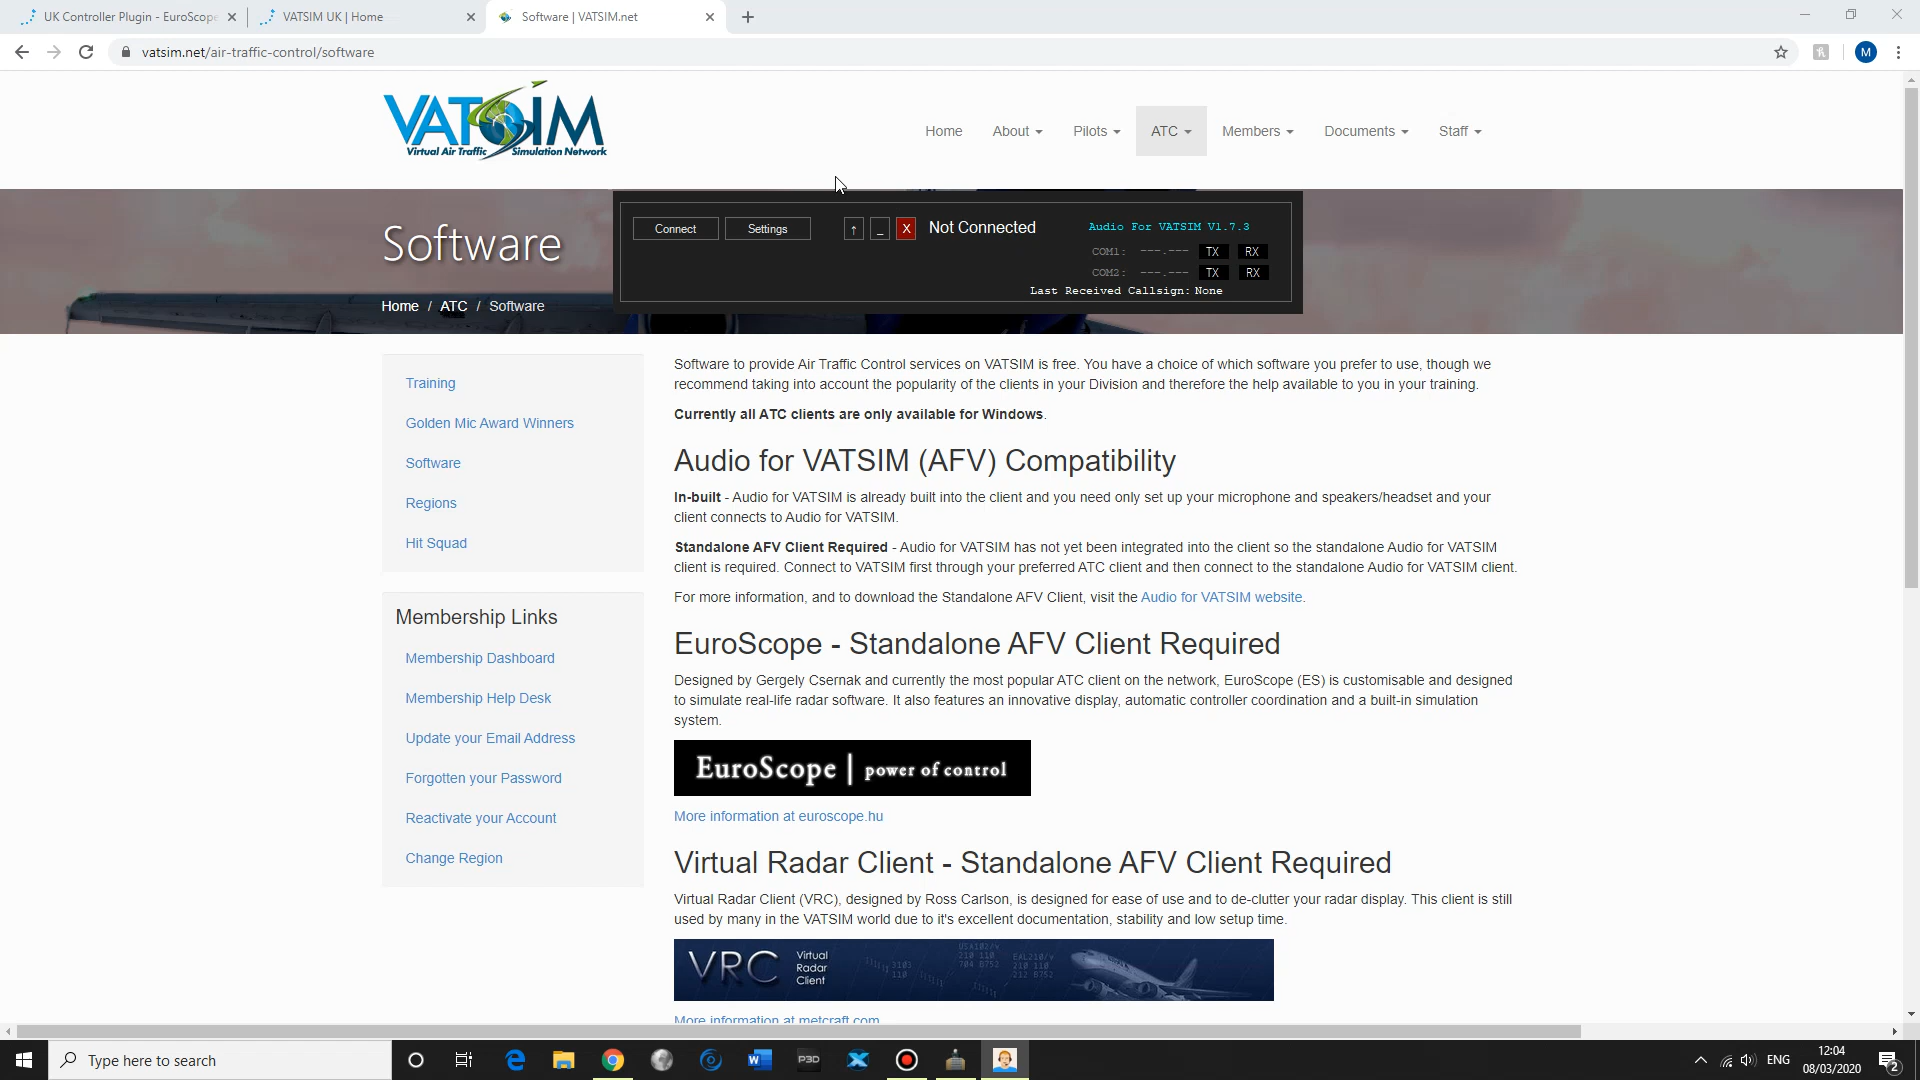 UK Controller Plugin - EuroScope
VATSIM UK | Home
Software | VATSIM.net
vatsim.net/air-traffic-control/software
M
VATSIM
Virtual Air Traffic Simulation Network
Home
About
Pilots
ATC
Members
Documents
Staff
Software
Home / ATC / Software
Connect
Settings
↑
_
X
Not Connected
Audio For VATSIM V1.7.3
COM1: ---.--- TX RX
COM2: ---.--- TX RX
Last Received Callsign: None
Training
Golden Mic Award Winners
Software
Regions
Hit Squad
Membership Links
Membership Dashboard
Membership Help Desk
Update your Email Address
Forgotten your Password
Reactivate your Account
Change Region
Software to provide Air Traffic Control services on VATSIM is free. You have a choice of which software you prefer to use, though we
recommend taking into account the popularity of the clients in your Division and therefore the help available to you in your training.
Currently all ATC clients are only available for Windows.
Audio for VATSIM (AFV) Compatibility
In-built - Audio for VATSIM is already built into the client and you need only set up your microphone and speakers/headset and your
client connects to Audio for VATSIM.
Standalone AFV Client Required - Audio for VATSIM has not yet been integrated into the client so the standalone Audio for VATSIM
client is required. Connect to VATSIM first through your preferred ATC client and then connect to the standalone Audio for VATSIM client.
For more information, and to download the Standalone AFV Client, visit the Audio for VATSIM website.
EuroScope - Standalone AFV Client Required
Designed by Gergely Csernak and currently the most popular ATC client on the network, EuroScope (ES) is customisable and designed
to simulate real-life radar software. It also features an innovative display, automatic controller coordination and a built-in simulation
system.
EuroScope | power of control
More information at euroscope.hu
Virtual Radar Client - Standalone AFV Client Required
Virtual Radar Client (VRC), designed by Ross Carlson, is designed for ease of use and to de-clutter your radar display. This client is still
used by many in the VATSIM world due to it's excellent documentation, stability and low setup time.
VRC
Virtual
Radar
Client
More information at metcraft.com
Type here to search
P3D
ENG
12:04
08/03/2020
2